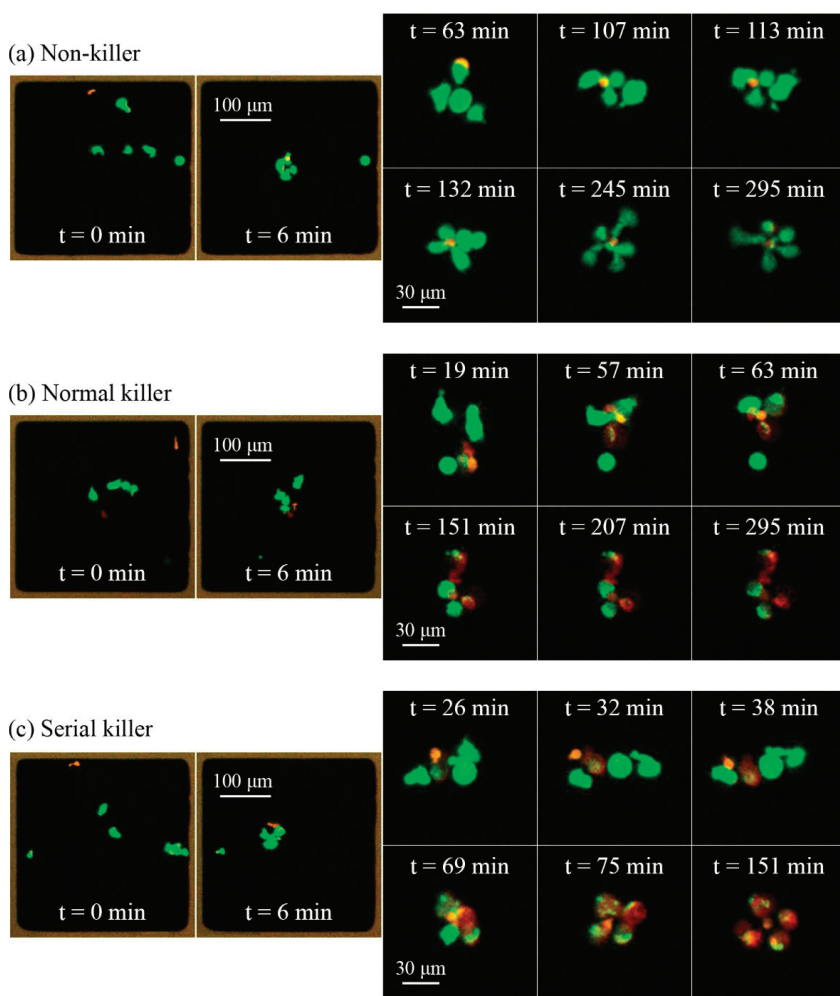 (a) Non-killer
t = 0 min
100 μm
t = 6 min
t = 63 min
t = 107 min
t = 113 min
t = 132 min
t = 245 min
t = 295 min
30 μm
(b) Normal killer
t = 0 min
100 μm
t = 6 min
t = 19 min
t = 57 min
t = 63 min
t = 151 min
t = 207 min
t = 295 min
30 μm
(c) Serial killer
t = 0 min
100 μm
t = 6 min
t = 26 min
t = 32 min
t = 38 min
t = 69 min
t = 75 min
t = 151 min
30 μm